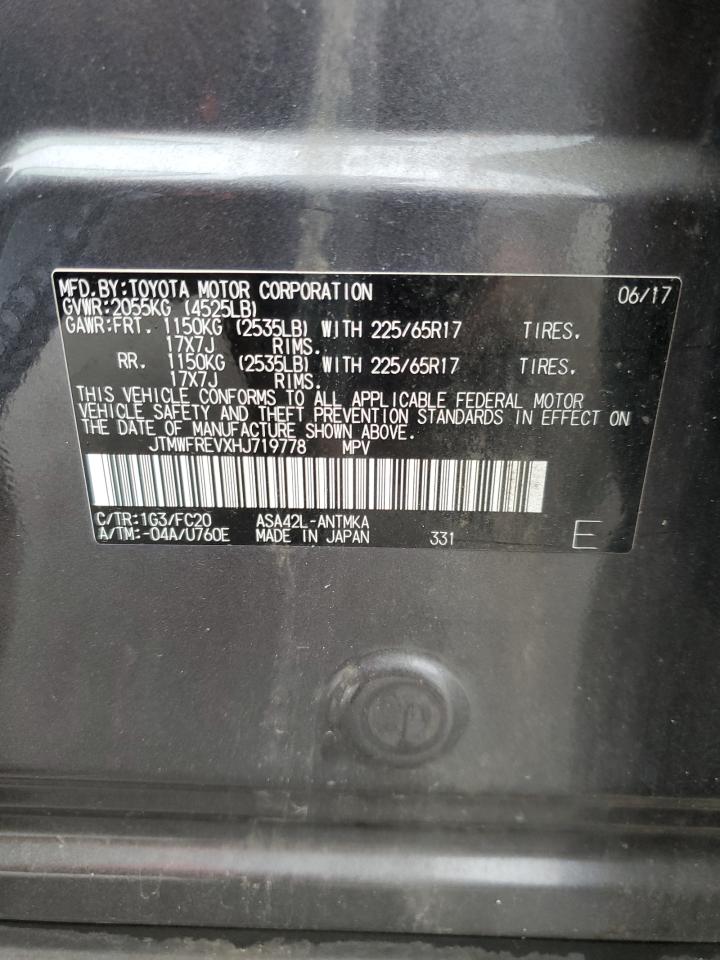 MFD.BY:TOYOTA MOTOR CORPORATION 06/17
GVWR:2055KG (4525LB)
GAWR:FRT. 1150KG (2535LB) WITH 225/65R17 TIRES.
17X7J RIMS.
RR. 1150KG (2535LB) WITH 225/65R17 TIRES.
17X7J RIMS.
THIS VEHICLE CONFORMS TO ALL APPLICABLE FEDERAL MOTOR
VEHICLE SAFETY AND THEFT PREVENTION STANDARDS IN EFFECT ON
THE DATE OF MANUFACTURE SHOWN ABOVE.
JTMWFREVXHJ719778 MPV
C/TR:1G3/FC20 ASA42L-ANTMKA
A/TM:-04A/U760E MADE IN JAPAN 331 E